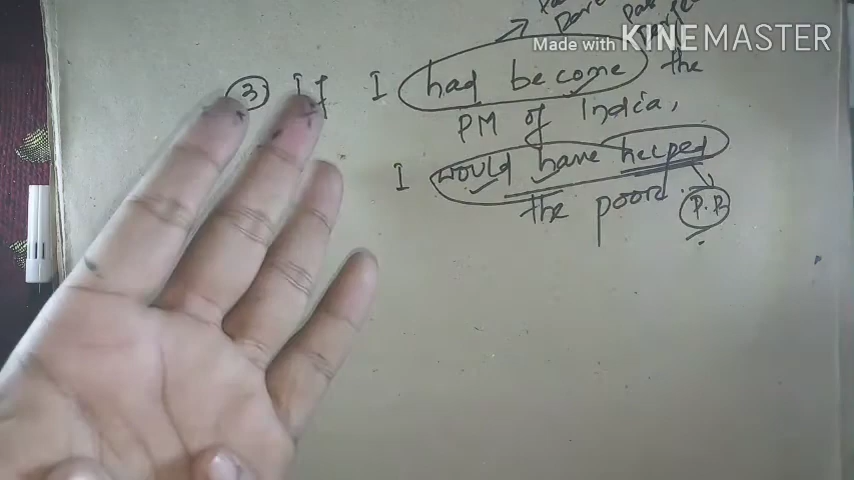 Made with KINEMASTER
3. If I had become the
PM of India,
I would have helped
the poor.
P.P